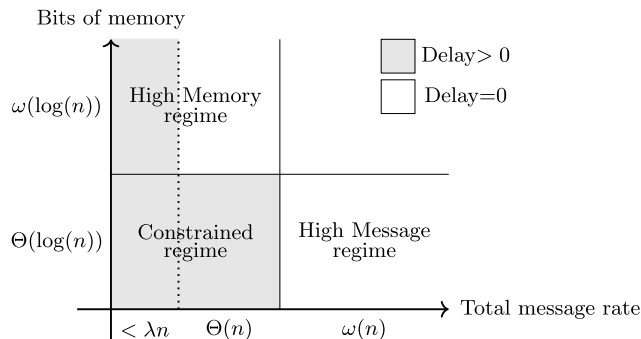 Bits of memory
Delay> 0
Delay=0
ω(log(n))
High Memory
regime
Θ(log(n))
Constrained
regime
High Message
regime
Total message rate
< λn
Θ(n)
ω(n)